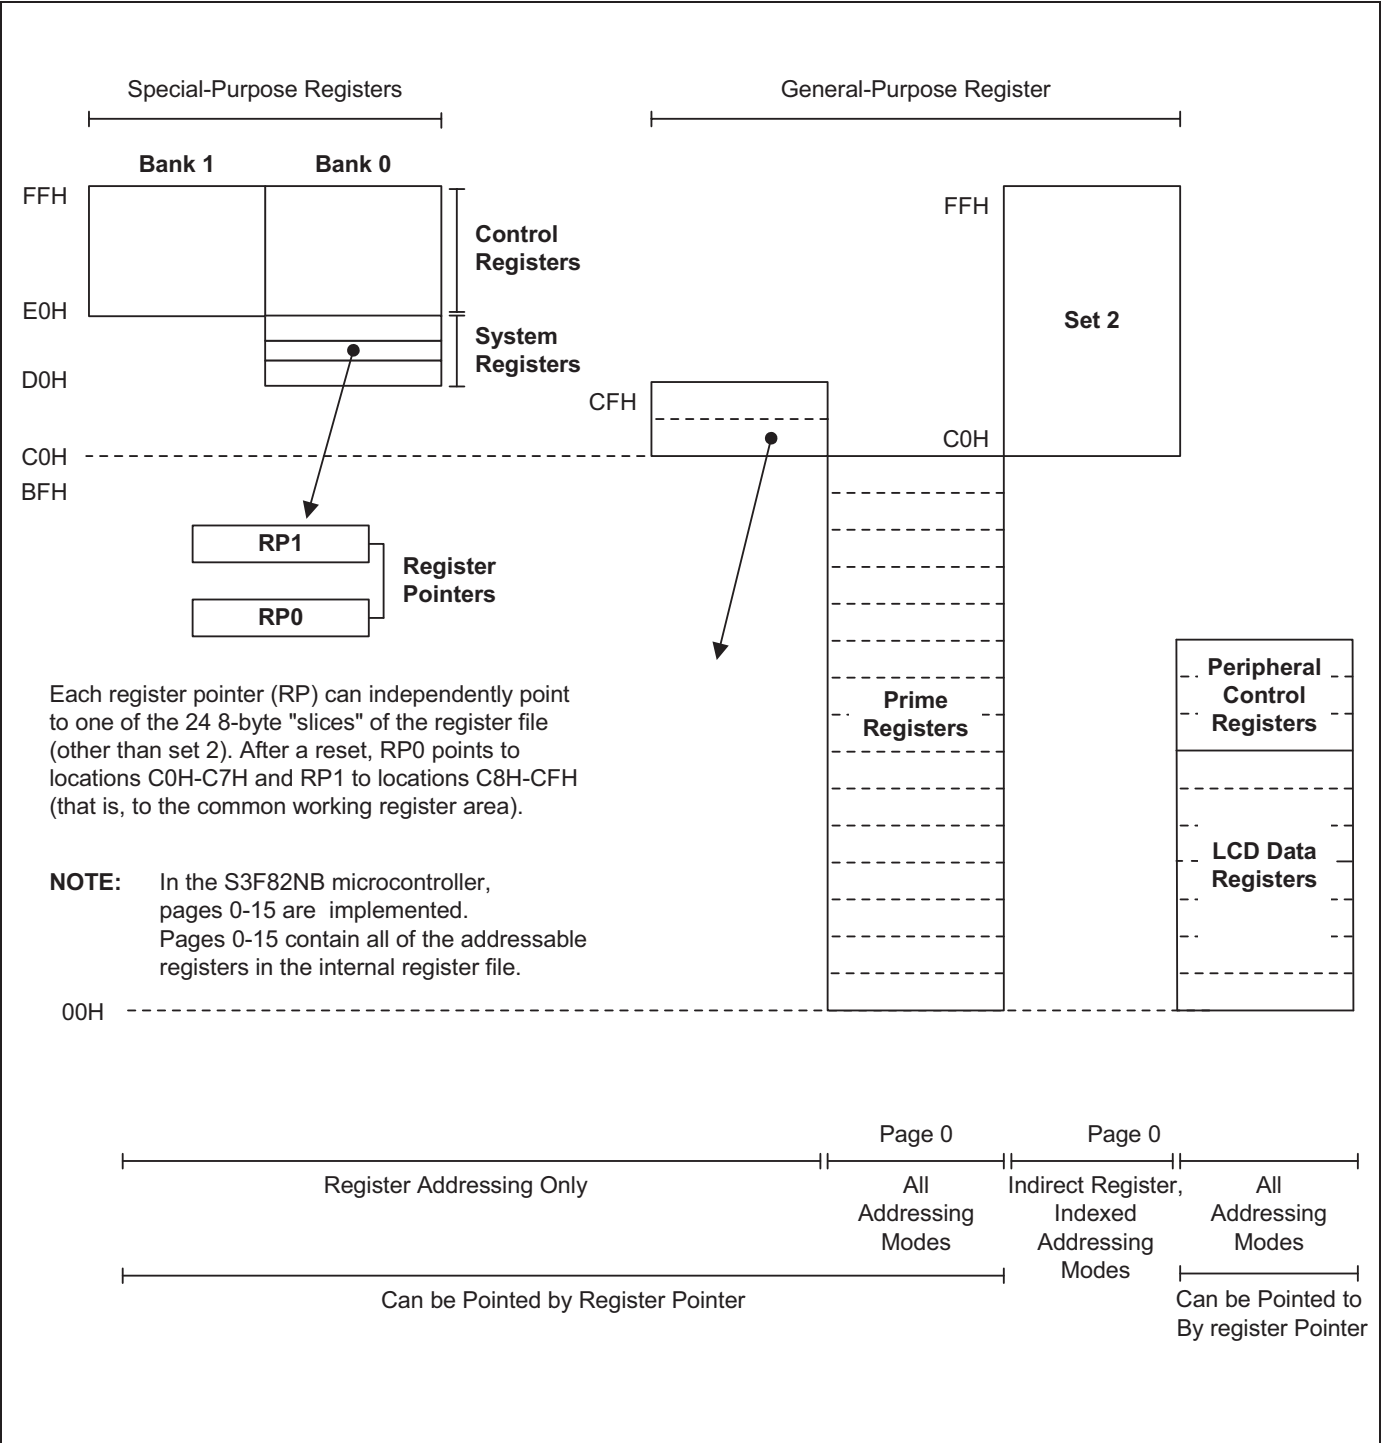 Special-Purpose Registers
General-Purpose Register
Bank 1
Bank 0
FFH
FFH
Control
Registers
E0H
Set 2
System
Registers
D0H
CFH
C0H
C0H
BFH
RP1
Register
Pointers
RP0
Peripheral
Control
Registers
Prime
Registers
Each register pointer (RP) can independently point
to one of the 24 8-byte "slices" of the register file
(other than set 2). After a reset, RP0 points to
locations C0H-C7H and RP1 to locations C8H-CFH
(that is, to the common working register area).
LCD Data
Registers
NOTE: In the S3F82NB microcontroller,
pages 0-15 are implemented.
Pages 0-15 contain all of the addressable
registers in the internal register file.
00H
Page 0
Page 0
Register Addressing Only
All
Addressing
Modes
Indirect Register,
Indexed
Addressing
Modes
All
Addressing
Modes
Can be Pointed by Register Pointer
Can be Pointed to
By register Pointer